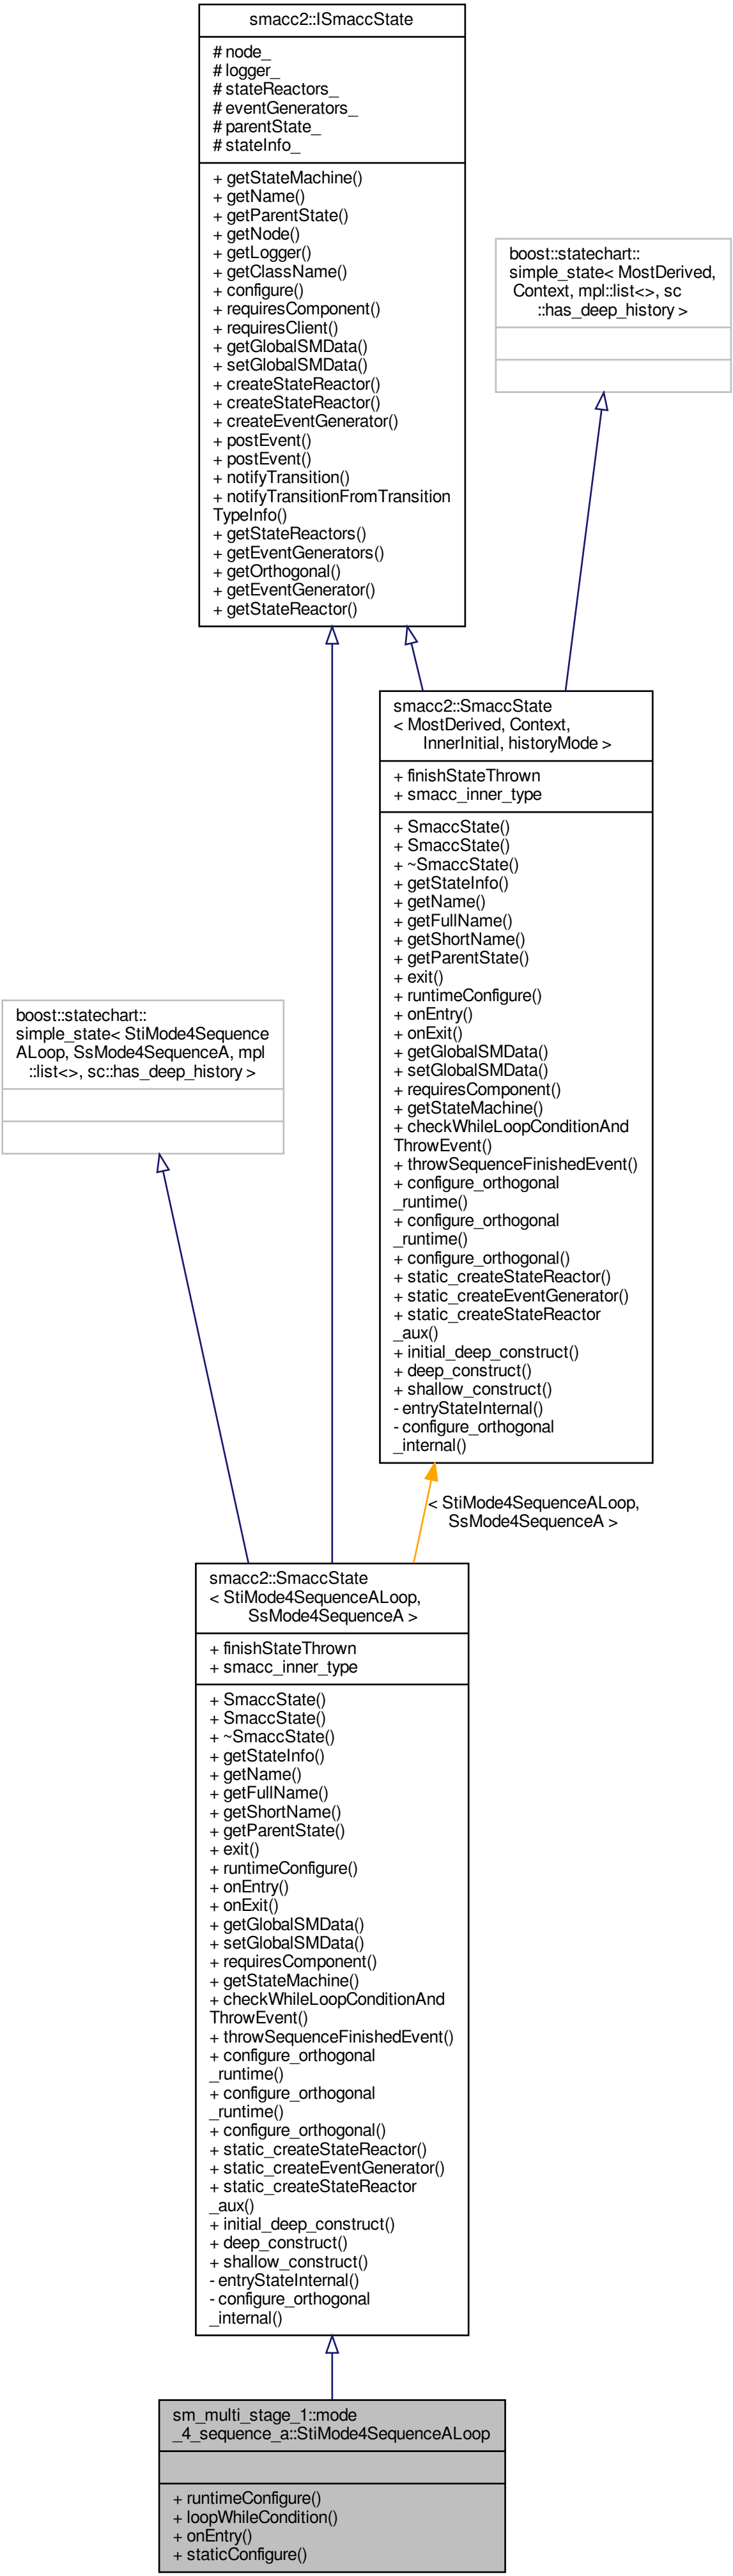 smacc2::ISmaccState
# node_
# logger_
# stateReactors_
# eventGenerators_
# parentState_
# stateInfo_
+ getStateMachine()
+ getName()
+ getParentState()
+ getNode()
+ getLogger()
+ getClassName()
+ configure()
+ requiresComponent()
+ requiresClient()
+ getGlobalSMData()
+ setGlobalSMData()
+ createStateReactor()
+ createStateReactor()
+ createEventGenerator()
+ postEvent()
+ postEvent()
+ notifyTransition()
+ notifyTransitionFromTransition
TypeInfo()
+ getStateReactors()
+ getEventGenerators()
+ getOrthogonal()
+ getEventGenerator()
+ getStateReactor()
boost::statechart::
simple_state< MostDerived,
Context, mpl::list<>, sc
::has_deep_history >
smacc2::SmaccState
< MostDerived, Context,
InnerInitial, historyMode >
+ finishStateThrown
+ smacc_inner_type
+ SmaccState()
+ SmaccState()
+ ~SmaccState()
+ getStateInfo()
+ getName()
+ getFullName()
+ getShortName()
+ getParentState()
+ exit()
+ runtimeConfigure()
+ onEntry()
+ onExit()
+ getGlobalSMData()
+ setGlobalSMData()
+ requiresComponent()
+ getStateMachine()
+ checkWhileLoopConditionAnd
ThrowEvent()
+ throwSequenceFinishedEvent()
+ configure_orthogonal
_runtime()
+ configure_orthogonal
_runtime()
+ configure_orthogonal()
+ static_createStateReactor()
+ static_createEventGenerator()
+ static_createStateReactor
_aux()
+ initial_deep_construct()
+ deep_construct()
+ shallow_construct()
- entryStateInternal()
- configure_orthogonal
_internal()
boost::statechart::
simple_state< StiMode4Sequence
ALoop, SsMode4SequenceA, mpl
::list<>, sc::has_deep_history >
< StiMode4SequenceALoop,
SsMode4SequenceA >
smacc2::SmaccState
< StiMode4SequenceALoop,
SsMode4SequenceA >
+ finishStateThrown
+ smacc_inner_type
+ SmaccState()
+ SmaccState()
+ ~SmaccState()
+ getStateInfo()
+ getName()
+ getFullName()
+ getShortName()
+ getParentState()
+ exit()
+ runtimeConfigure()
+ onEntry()
+ onExit()
+ getGlobalSMData()
+ setGlobalSMData()
+ requiresComponent()
+ getStateMachine()
+ checkWhileLoopConditionAnd
ThrowEvent()
+ throwSequenceFinishedEvent()
+ configure_orthogonal
_runtime()
+ configure_orthogonal
_runtime()
+ configure_orthogonal()
+ static_createStateReactor()
+ static_createEventGenerator()
+ static_createStateReactor
_aux()
+ initial_deep_construct()
+ deep_construct()
+ shallow_construct()
- entryStateInternal()
- configure_orthogonal
_internal()
sm_multi_stage_1::mode
_4_sequence_a::StiMode4SequenceALoop
+ runtimeConfigure()
+ loopWhileCondition()
+ onEntry()
+ staticConfigure()